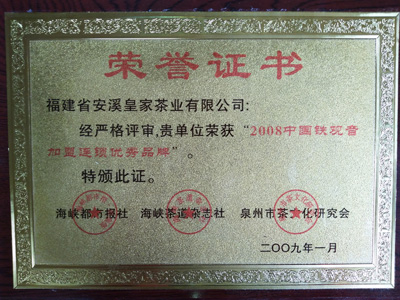 荣誉证书
福建省安溪皇家茶业有限公司:
经严格评审,贵单位荣获“2008中国铁观音
加盟连锁优秀品牌”。
特颁此证。
海峡都市报社 海峡茶道杂志社 泉州市茶文化研究会
二〇〇九年一月